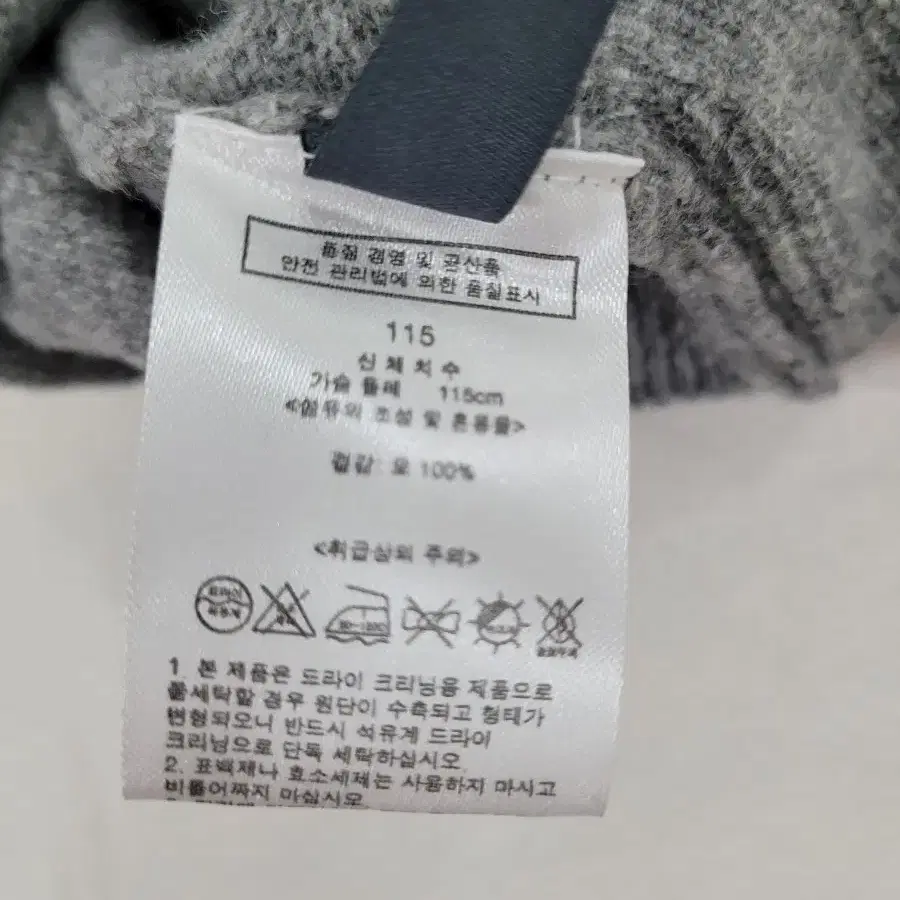 품질 경영 및 공산품
안전 관리법에 의한 품질표시
115
신체치수
가슴 둘레 115cm
<섬유의 조성 및 혼용율>
겉감: 모 100%
<취급상의 주의>
드라이
석유계
1. 본 제품은 드라이 크리닝용 제품으로
물세탁할 경우 원단이 수축되고 형태가
변형되오니 반드시 석유계 드라이
크리닝으로 단독 세탁하십시오.
2. 표백제나 효소세제는 사용하지 마시고
비틀어짜지 마십시오